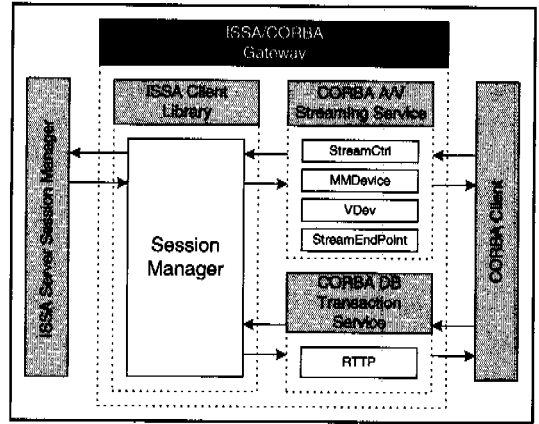 ISSA/CORBA
Gateway
ISSA Client
Library
CORBA A/V
Streaming Service
StreamCtrl
MMDevice
VDev
StreamEndPoint
ISSA Server Session Manager
Session
Manager
CORBA Client
CORBA DB
Transaction
Service
RTTP